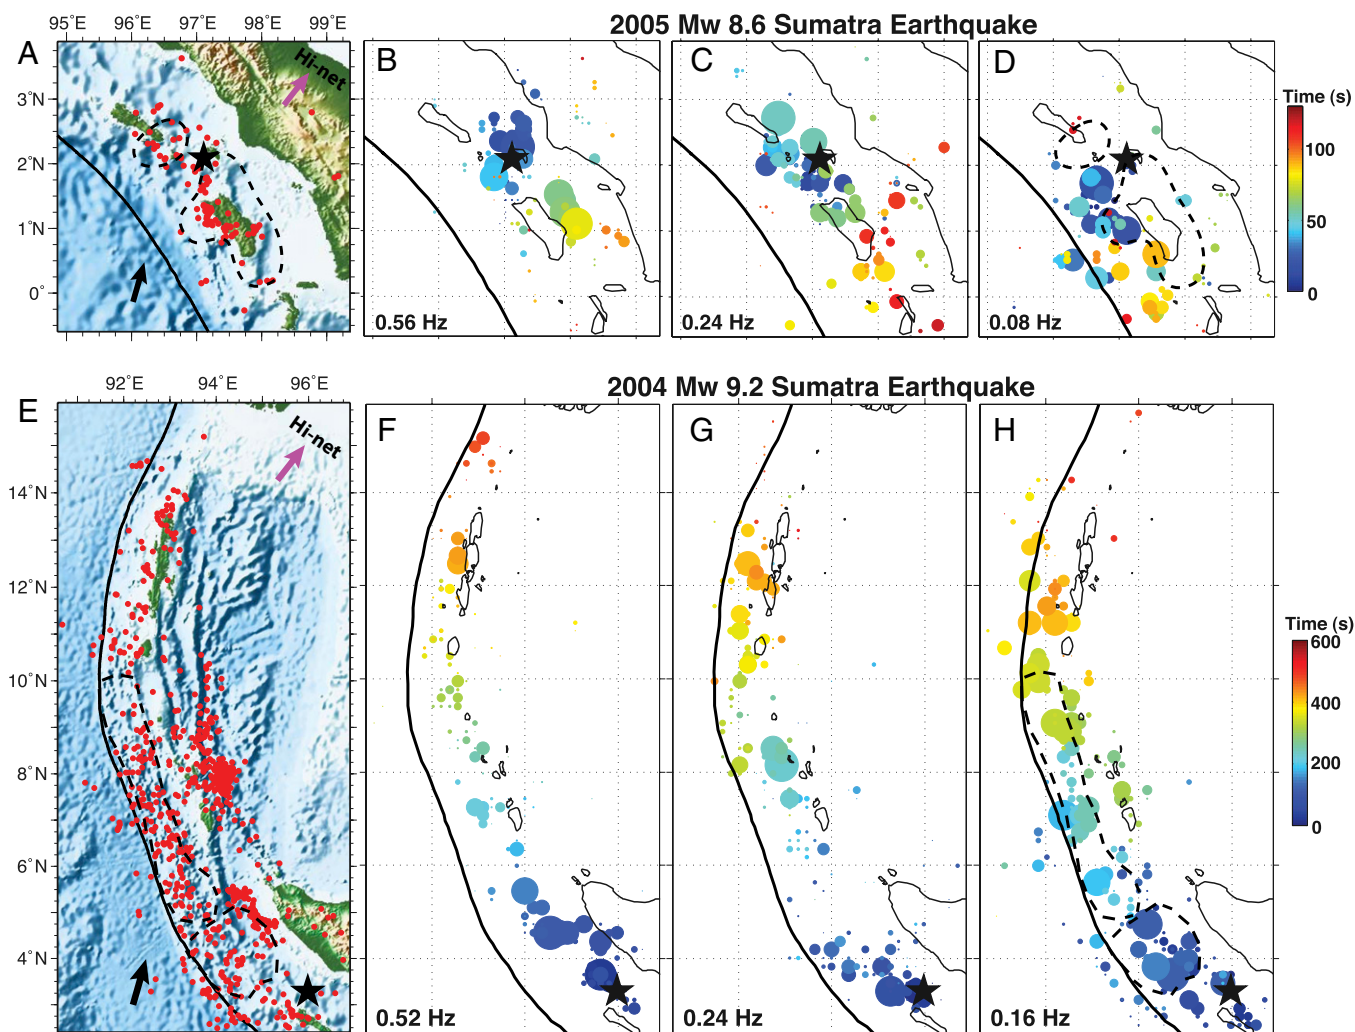 2005 Mw 8.6 Sumatra Earthquake
95˚E 96˚E 97˚E 98˚E 99˚E
A
Hi-net
3˚N
2˚N
1˚N
0˚
B
0.56 Hz
C
0.24 Hz
D
0.08 Hz
Time (s)
100
50
0
2004 Mw 9.2 Sumatra Earthquake
92˚E 94˚E 96˚E
E
Hi-net
14˚N
12˚N
10˚N
8˚N
6˚N
4˚N
F
0.52 Hz
G
0.24 Hz
H
0.16 Hz
Time (s)
600
400
200
0